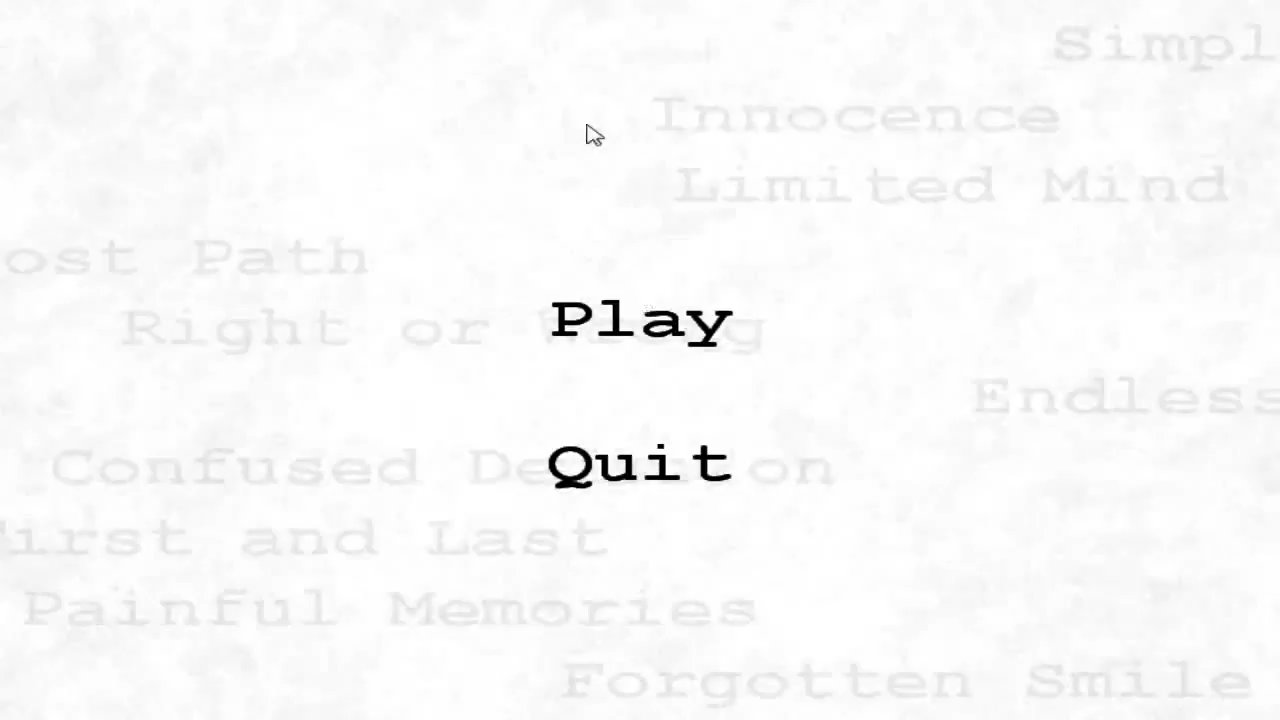 Simpl
Innocence
Limited Mind
ost Path
Play
Right or
Endless
Quit
Confused
irst and Last
Painful Memories
Forgotten Smile